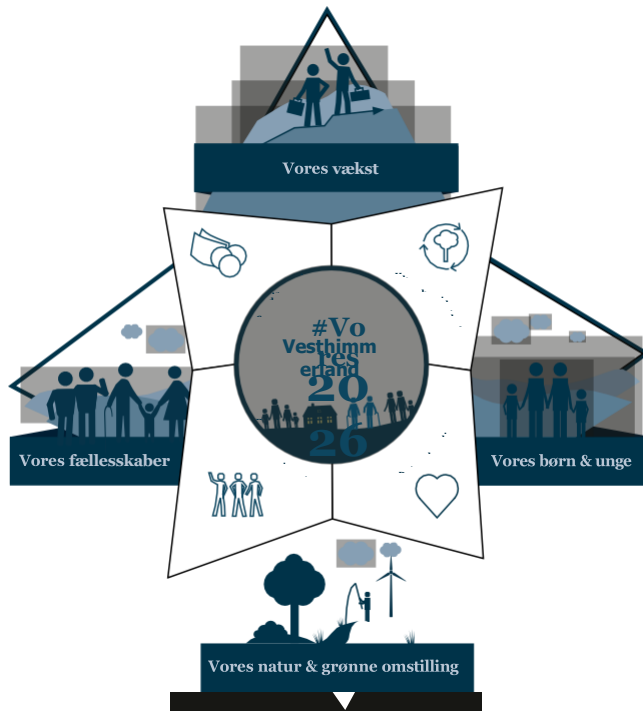 Vores vækst
#Vo
Vesthimm
res
erland
20
26
Vores fællesskaber
Vores børn & unge
Vores natur & grønne omstilling